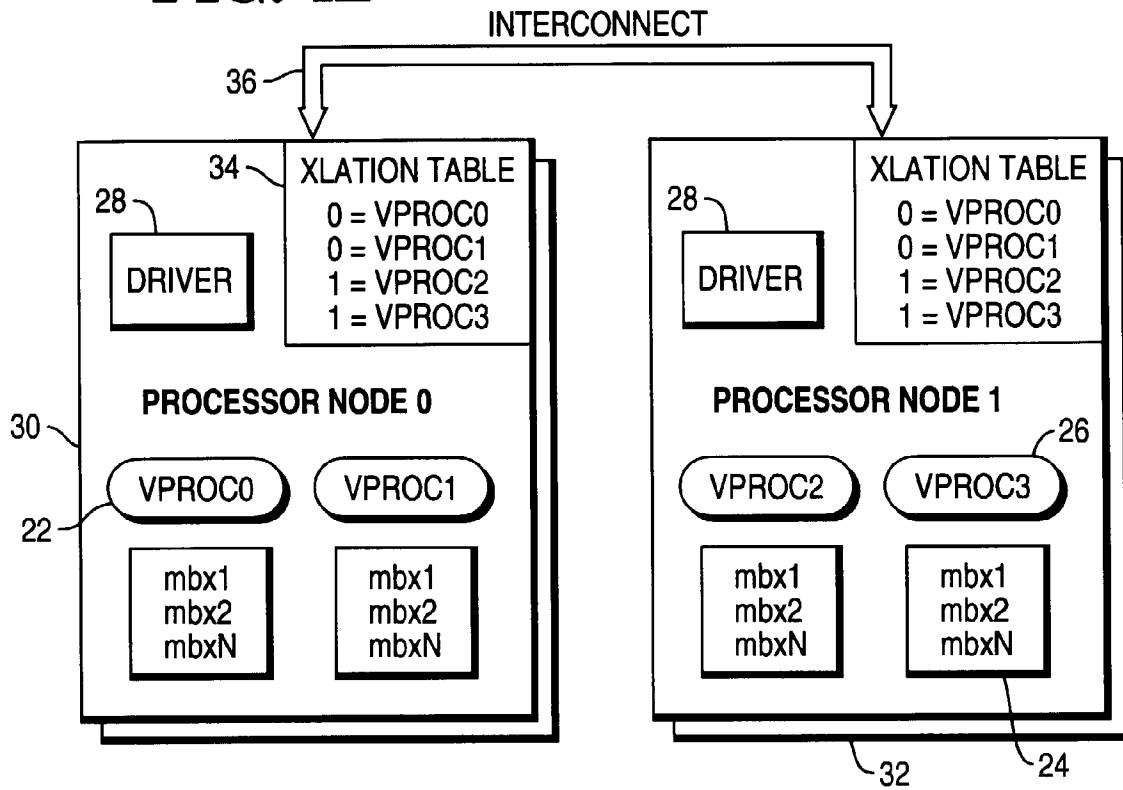 INTERCONNECT
36
34
XLATION TABLE
0 = VPROC0
0 = VPROC1
1 = VPROC2
1 = VPROC3
28
DRIVER
PROCESSOR NODE 0
30
VPROC0
VPROC1
22
mbx1
mbx2
mbxN
mbx1
mbx2
mbxN
XLATION TABLE
0 = VPROC0
0 = VPROC1
1 = VPROC2
1 = VPROC3
28
DRIVER
PROCESSOR NODE 1
26
VPROC2
VPROC3
mbx1
mbx2
mbxN
mbx1
mbx2
mbxN
32
24